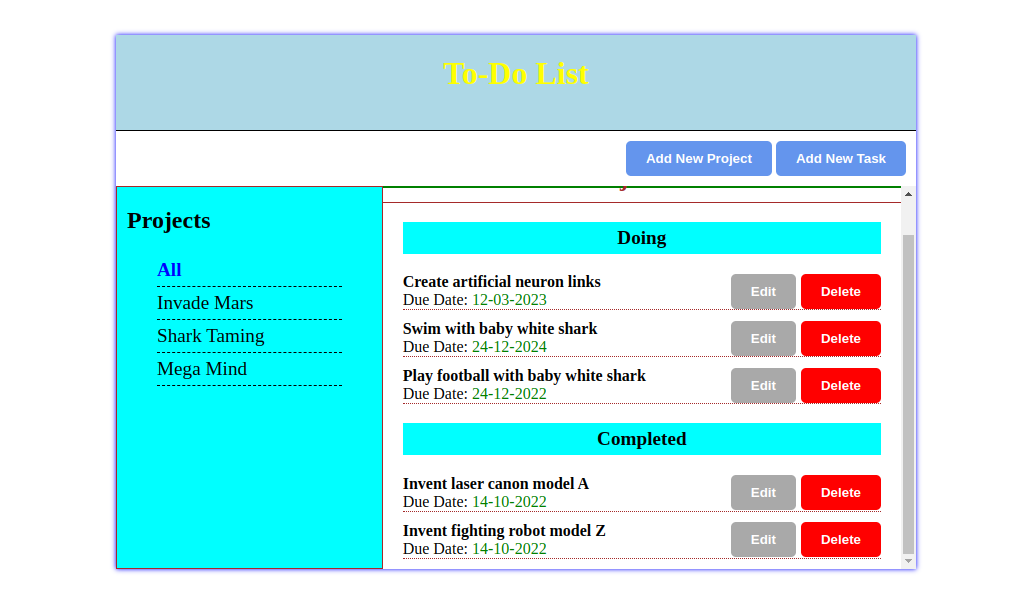 To-Do List
Add New Project
Add New Task
Projects
All
Invade Mars
Shark Taming
Mega Mind
Doing
Create artificial neuron links
Due Date: 12-03-2023
Edit
Delete
Swim with baby white shark
Due Date: 24-12-2024
Edit
Delete
Play football with baby white shark
Due Date: 24-12-2022
Edit
Delete
Completed
Invent laser canon model A
Due Date: 14-10-2022
Edit
Delete
Invent fighting robot model Z
Due Date: 14-10-2022
Edit
Delete